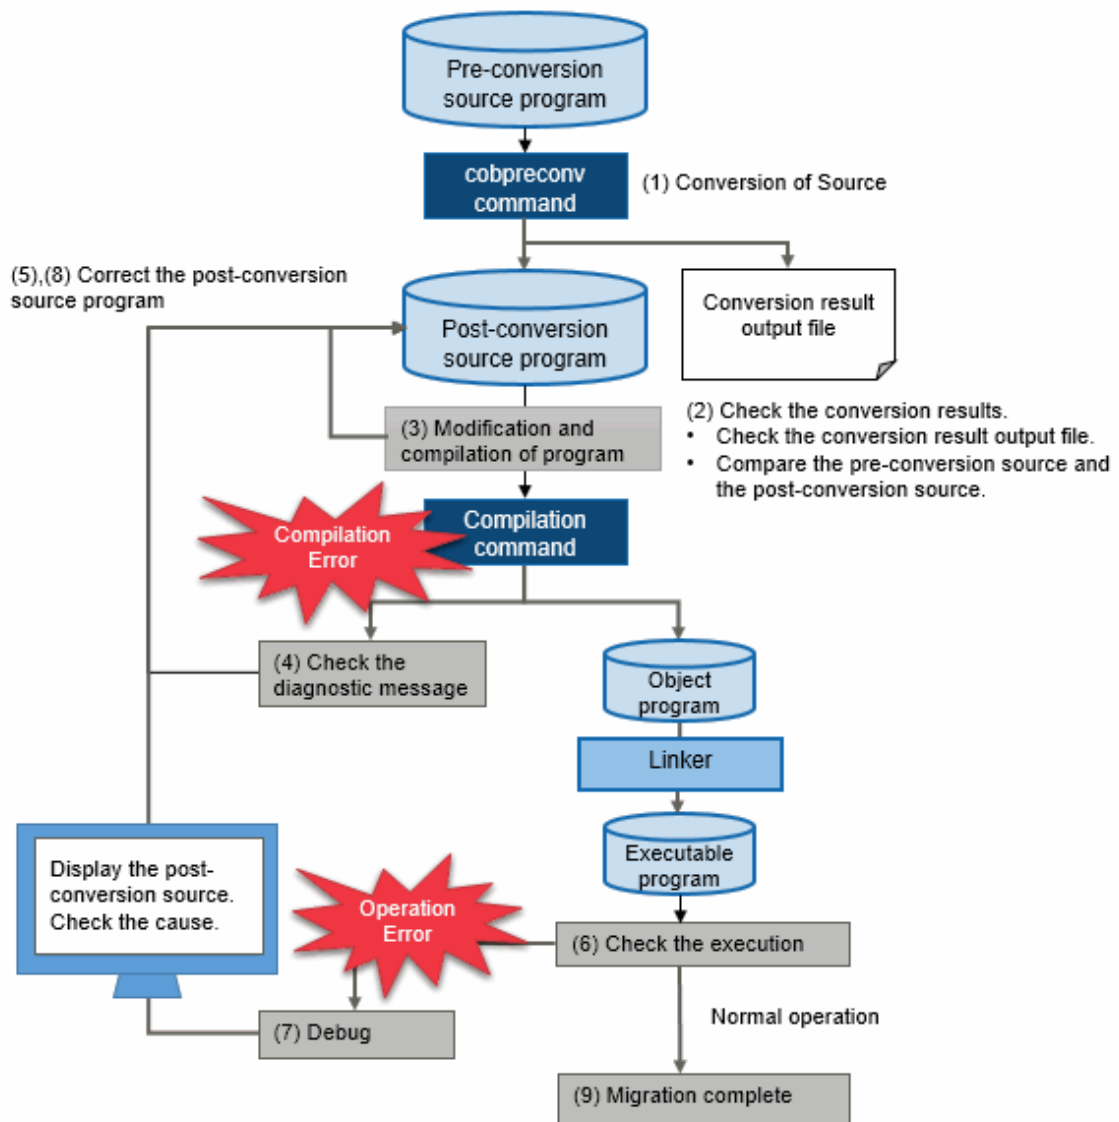 Pre-conversion
source program
cobpreconv
command
(1) Conversion of Source
(5),(8) Correct the post-conversion
source program
Post-conversion
source program
Conversion result
output file
(2) Check the conversion results.
• Check the conversion result output file.
• Compare the pre-conversion source and
the post-conversion source.
(3) Modification and
compilation of program
Compilation
Error
Compilation
command
(4) Check the
diagnostic message
Object
program
Linker
Executable
program
Display the post-
conversion source.
Check the cause.
Operation
Error
(6) Check the execution
(7) Debug
Normal operation
(9) Migration complete